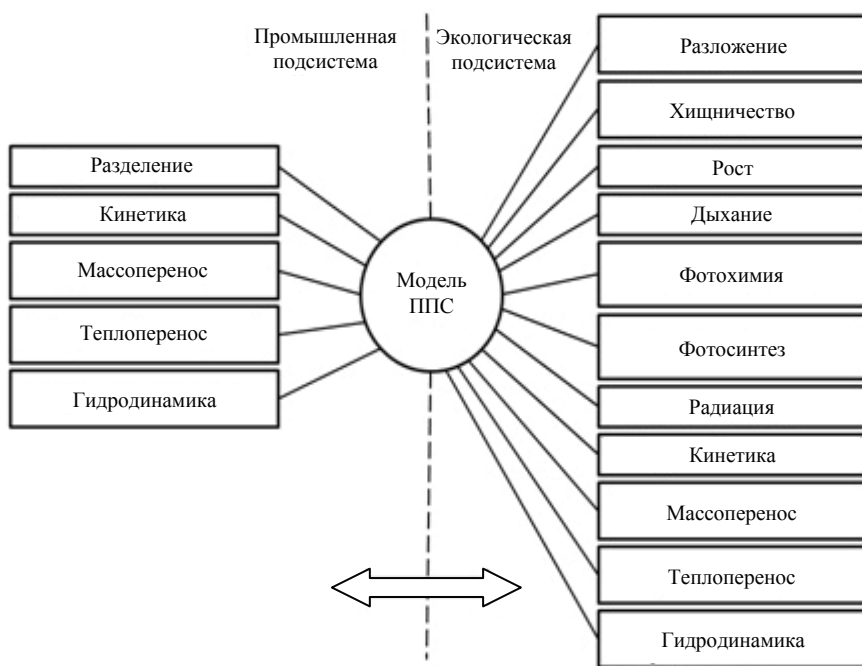 Промышленная
подсистема
Экологическая
подсистема
Разделение
Кинетика
Массоперенос
Теплоперенос
Гидродинамика
Модель
ППС
Разложение
Хищничество
Рост
Дыхание
Фотохимия
Фотосинтез
Радиация
Кинетика
Массоперенос
Теплоперенос
Гидродинамика